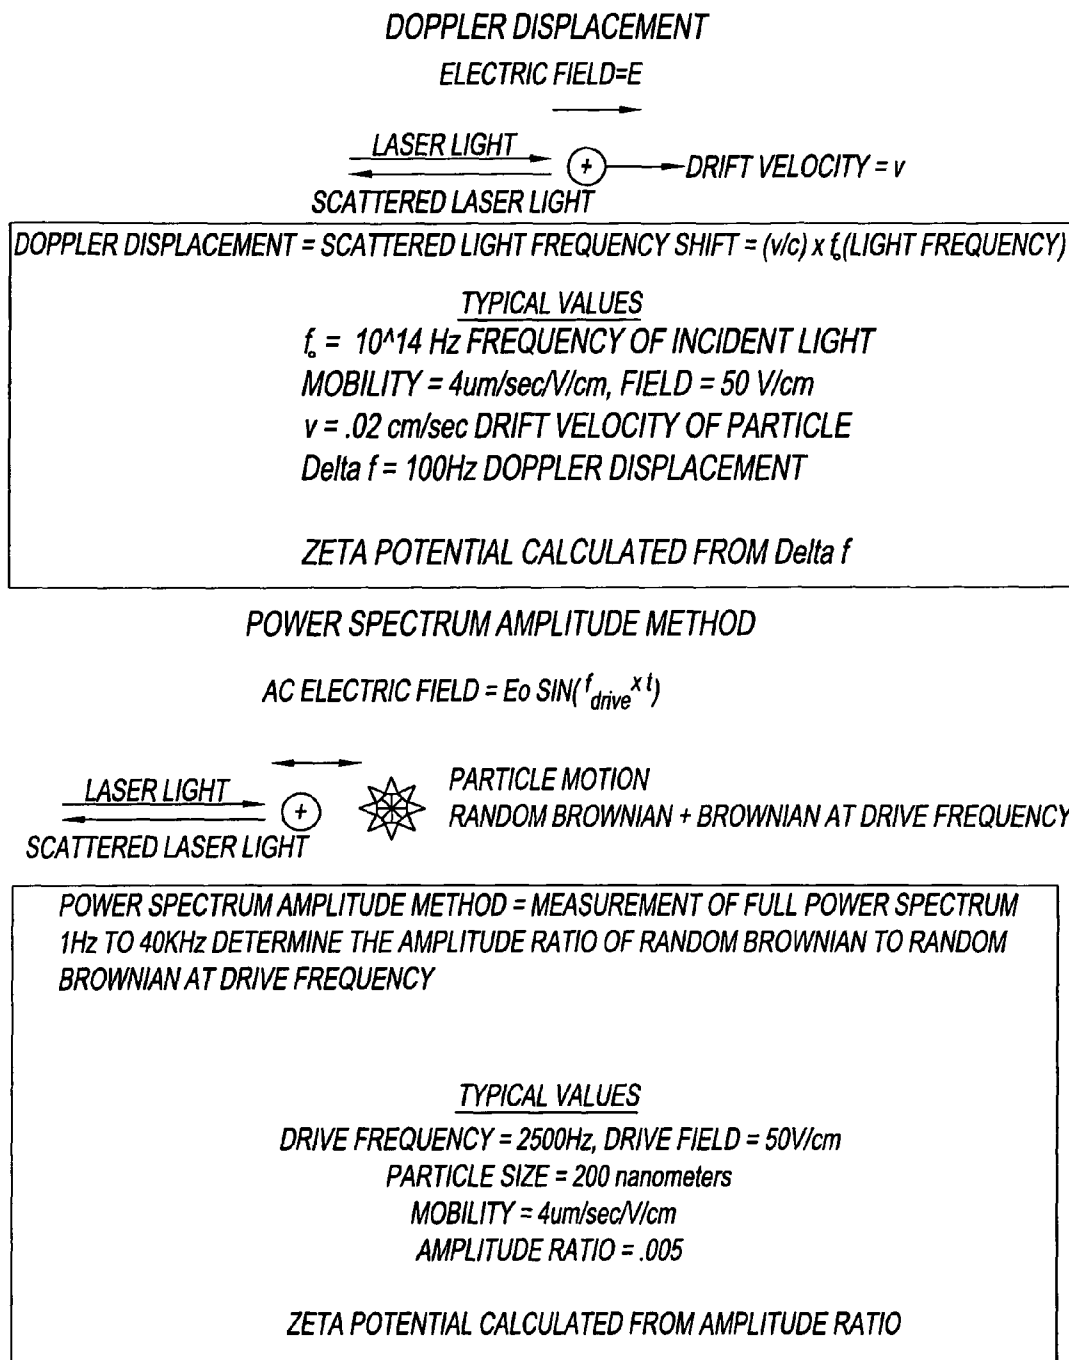 DOPPLER DISPLACEMENT
ELECTRIC FIELD=E
LASER LIGHT
+
DRIFT VELOCITY = v
SCATTERED LASER LIGHT
DOPPLER DISPLACEMENT = SCATTERED LIGHT FREQUENCY SHIFT = (v/c) x fₒ(LIGHT FREQUENCY)
TYPICAL VALUES
fₒ = 10^14 Hz FREQUENCY OF INCIDENT LIGHT
MOBILITY = 4um/sec/V/cm, FIELD = 50 V/cm
v = .02 cm/sec DRIFT VELOCITY OF PARTICLE
Delta f = 100Hz DOPPLER DISPLACEMENT
ZETA POTENTIAL CALCULATED FROM Delta f
POWER SPECTRUM AMPLITUDE METHOD
AC ELECTRIC FIELD = Eo SIN(f drive x t)
LASER LIGHT
+
SCATTERED LASER LIGHT
PARTICLE MOTION
RANDOM BROWNIAN + BROWNIAN AT DRIVE FREQUENCY
POWER SPECTRUM AMPLITUDE METHOD = MEASUREMENT OF FULL POWER SPECTRUM
1Hz TO 40KHz DETERMINE THE AMPLITUDE RATIO OF RANDOM BROWNIAN TO RANDOM
BROWNIAN AT DRIVE FREQUENCY
TYPICAL VALUES
DRIVE FREQUENCY = 2500Hz, DRIVE FIELD = 50V/cm
PARTICLE SIZE = 200 nanometers
MOBILITY = 4um/sec/V/cm
AMPLITUDE RATIO = .005
ZETA POTENTIAL CALCULATED FROM AMPLITUDE RATIO